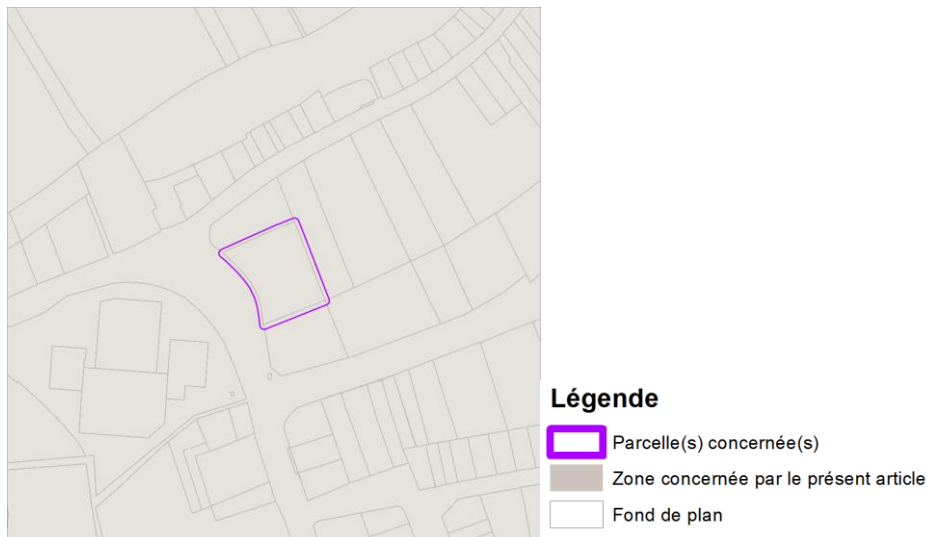 Légende
Parcelle(s) concernée(s)
Zone concernée par le présent article
Fond de plan